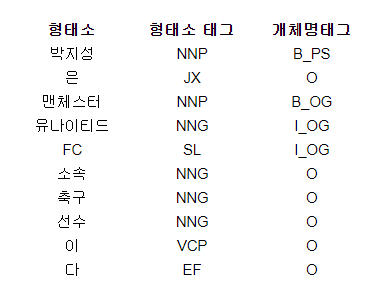 형태소 형태소 태그 개체명태그
박지성 NNP B_PS
은 JX O
맨체스터 NNP B_OG
유나이티드 NNG I_OG
FC SL I_OG
소속 NNG O
축구 NNG O
선수 NNG O
이 VCP O
다 EF O